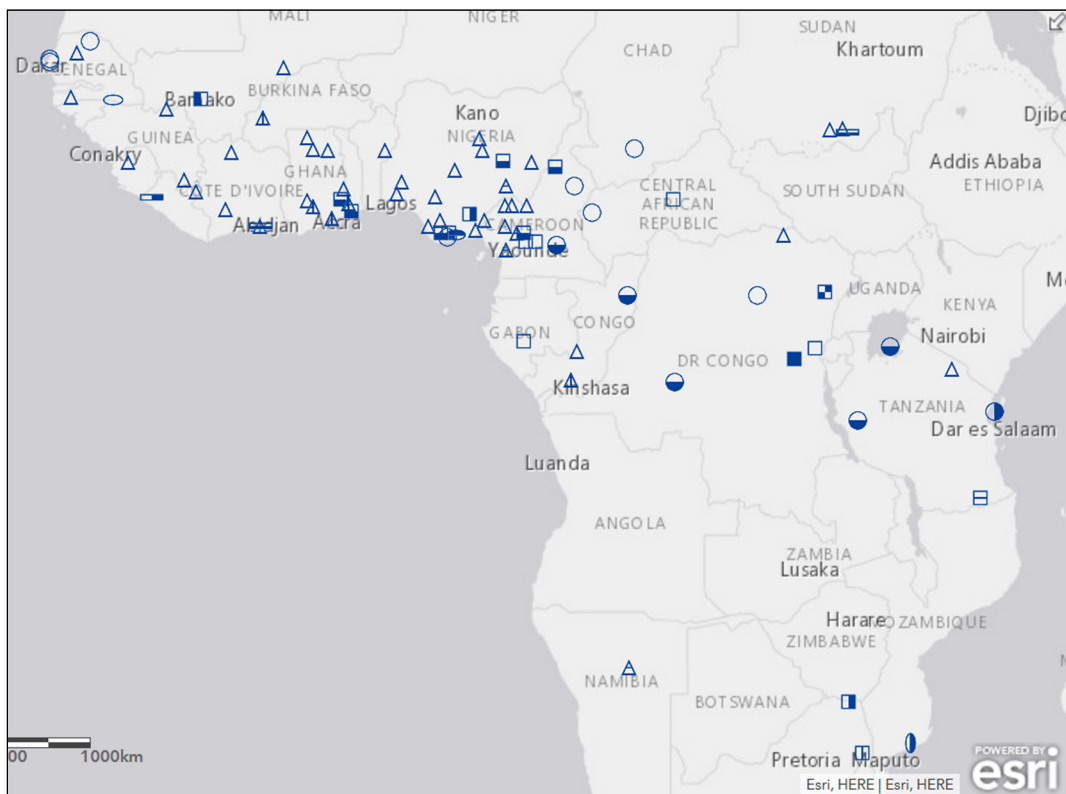 MALI
NIGER
SUDAN
CHAD
Khartoum
Dakar
SENEGAL
BURKINA FASO
Bamako
Kano
NIGERIA
Djibo
GUINEA
Conakry
Addis Ababa
ETHIOPIA
GHANA
CÔTE D'IVOIRE
Lagos
CENTRAL
AFRICAN
REPUBLIC
SOUTH SUDAN
Abidjan
Accra
CAMEROON
Yaounde
UGANDA
KENYA
GABON
CONGO
Nairobi
DR CONGO
Kinshasa
TANZANIA
Dar es Salaam
Luanda
ANGOLA
ZAMBIA
Lusaka
Harare
MOZAMBIQUE
ZIMBABWE
NAMIBIA
BOTSWANA
00 1000km
Pretoria
Maputo
POWERED BY
esri
Esri, HERE | Esri, HERE